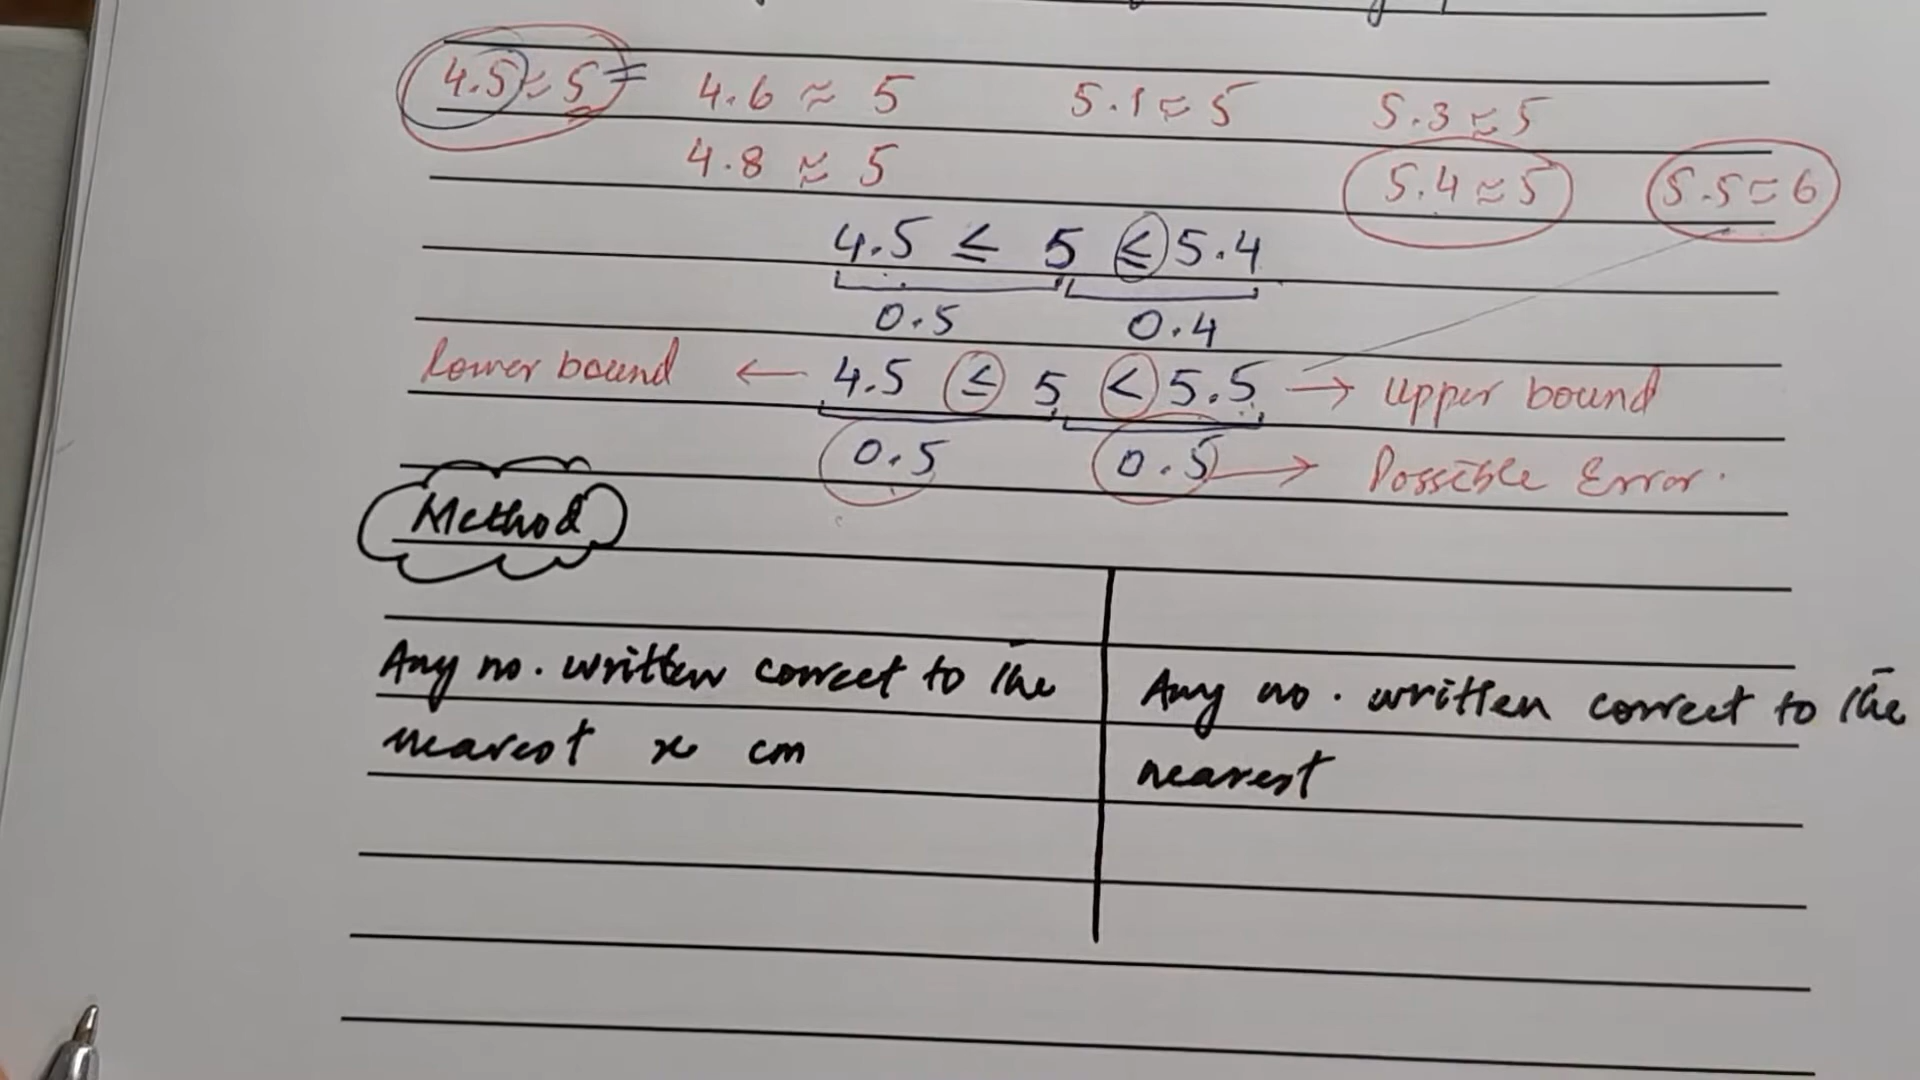 4.5 ≈ 5 = 4.6 ≈ 5 5.1 ≈ 5 5.3 ≈ 5
4.8 ≈ 5 5.4 ≈ 5 5.5 ≈ 6
4.5 ≤ 5 ≤ 5.4
0.5 0.4
Lower bound ← 4.5 ≤ 5 < 5.5 → upper bound
0.5 0.5 → Possible Error.
Method
Any no. written correct to the
nearest x cm
Any no. written correct to the
nearest